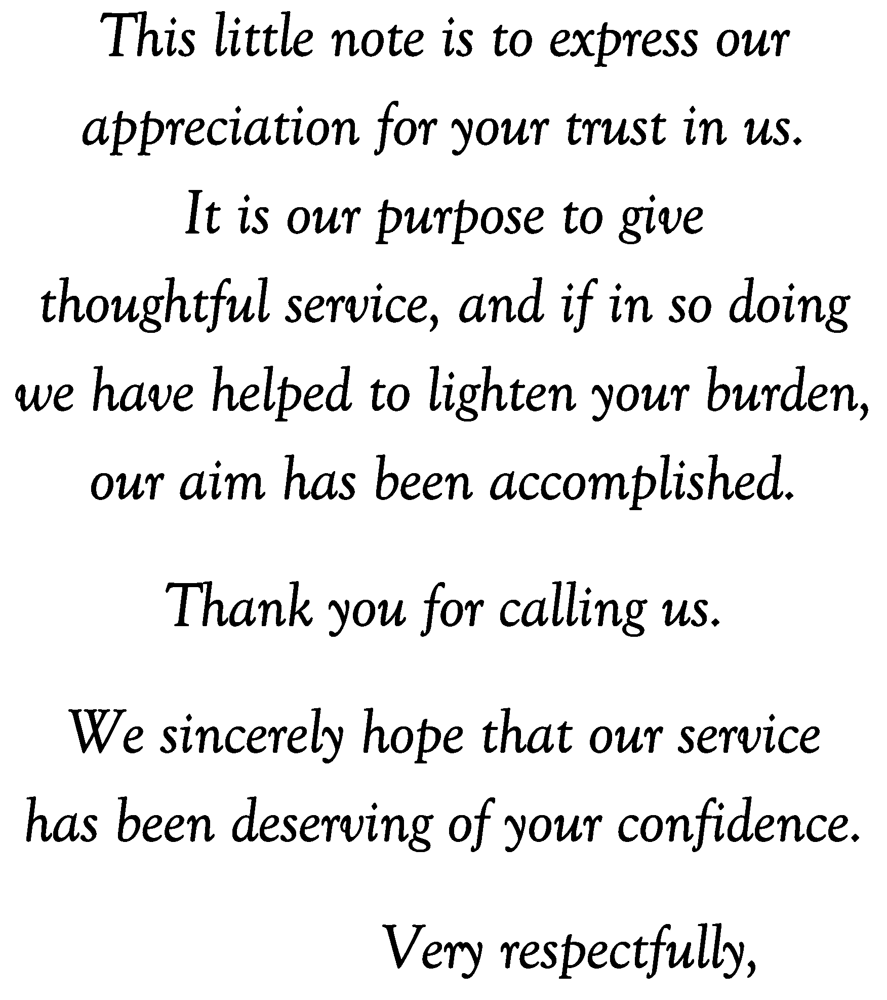 This little note is to express our
appreciation for your trust in us.
It is our purpose to give
thoughtful service, and if in so doing
we have helped to lighten your burden,
our aim has been accomplished.
Thank you for calling us.
We sincerely hope that our service
has been deserving of your confidence.
Very respectfully,